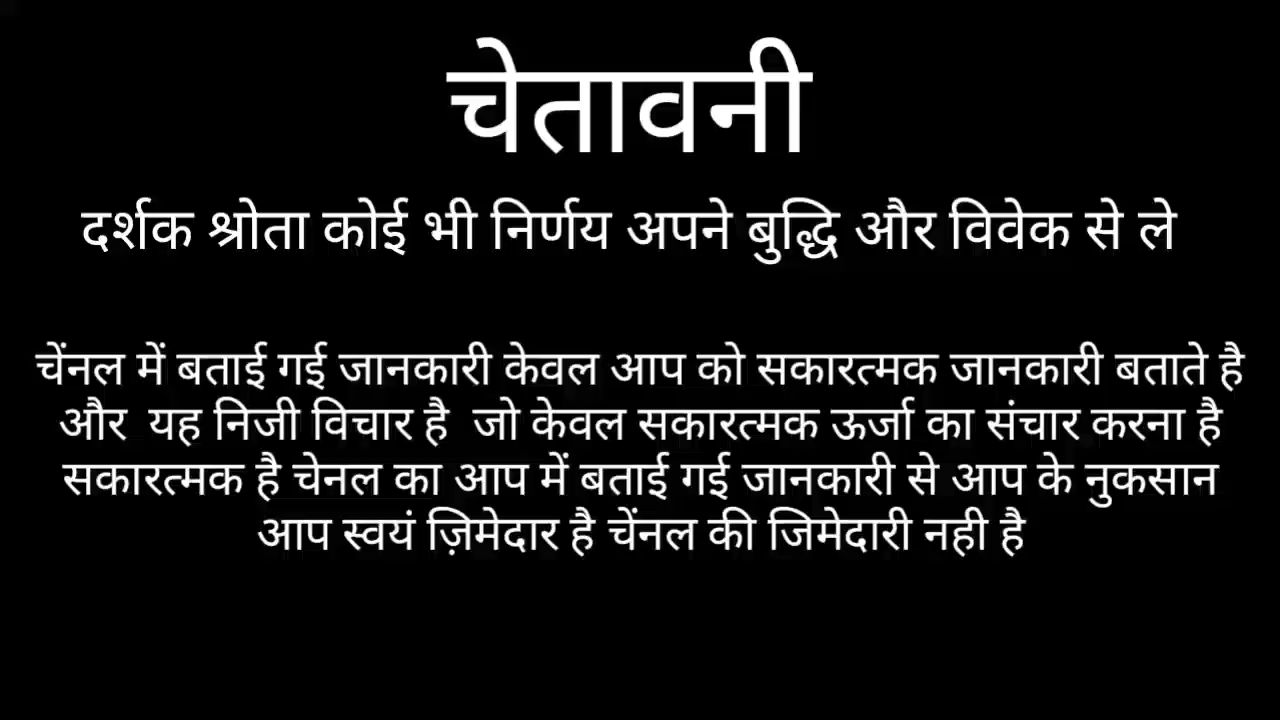 चेतावनी
दर्शक श्रोता कोई भी निर्णय अपने बुद्धि और विवेक से ले
चेंनल में बताई गई जानकारी केवल आप को सकारत्मक जानकारी बताते है
और यह निजी विचार है जो केवल सकारत्मक ऊर्जा का संचार करना है
सकारत्मक है चेनल का आप में बताई गई जानकारी से आप के नुकसान
आप स्वयं ज़िमेदार है चेंनल की जिमेदारी नही है